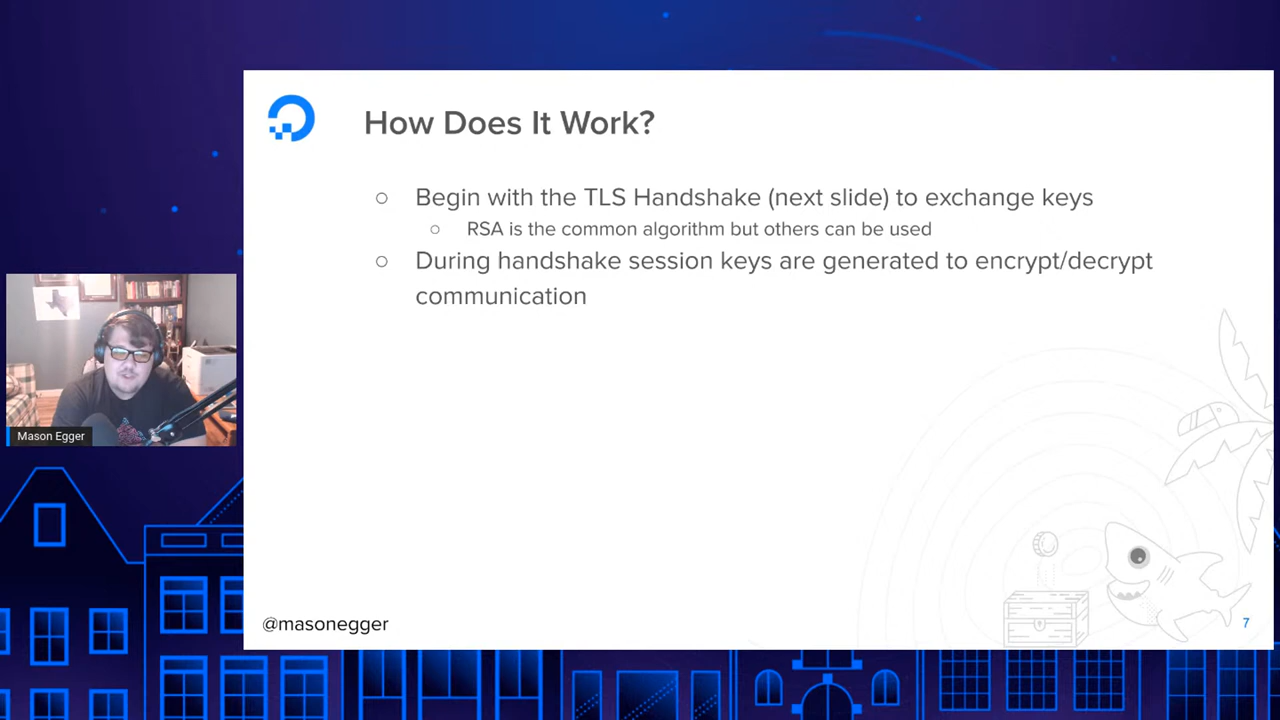 How Does It Work?
Begin with the TLS Handshake (next slide) to exchange keys
RSA is the common algorithm but others can be used
During handshake session keys are generated to encrypt/decrypt
communication
Mason Egger
@masonegger
7